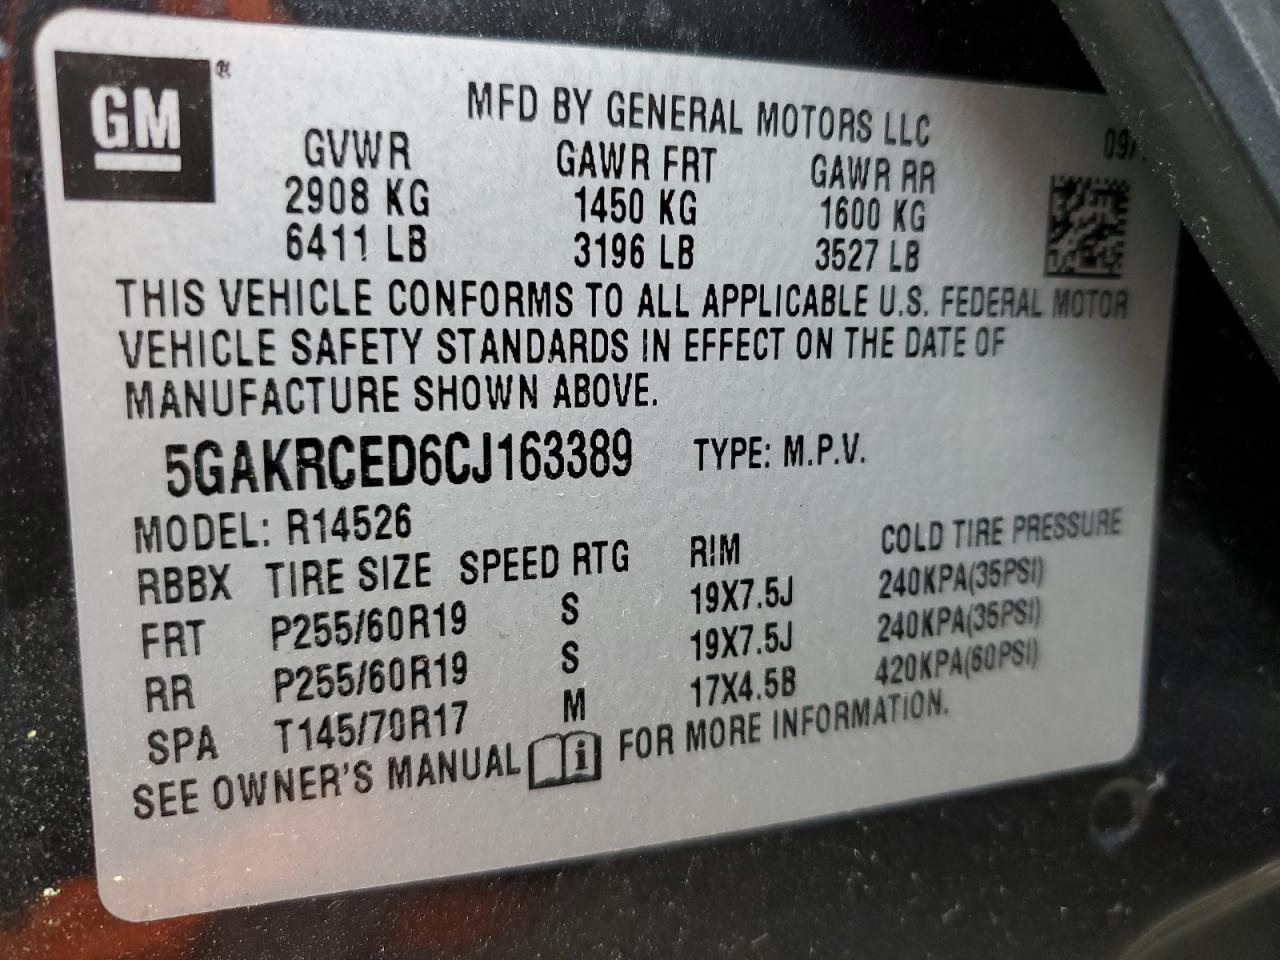 GM®
MFD BY GENERAL MOTORS LLC
09/
GVWR GAWR FRT GAWR RR
2908 KG 1450 KG 1600 KG
6411 LB 3196 LB 3527 LB
THIS VEHICLE CONFORMS TO ALL APPLICABLE U.S. FEDERAL MOTOR
VEHICLE SAFETY STANDARDS IN EFFECT ON THE DATE OF
MANUFACTURE SHOWN ABOVE.
5GAKRCED6CJ163389 TYPE: M.P.V.
MODEL: R14526
RBBX TIRE SIZE SPEED RTG RIM COLD TIRE PRESSURE
FRT P255/60R19 S 19X7.5J 240KPA(35PSI)
RR P255/60R19 S 19X7.5J 240KPA(35PSI)
SPA T145/70R17 M 17X4.5B 420KPA(60PSI)
SEE OWNER'S MANUAL i FOR MORE INFORMATION.